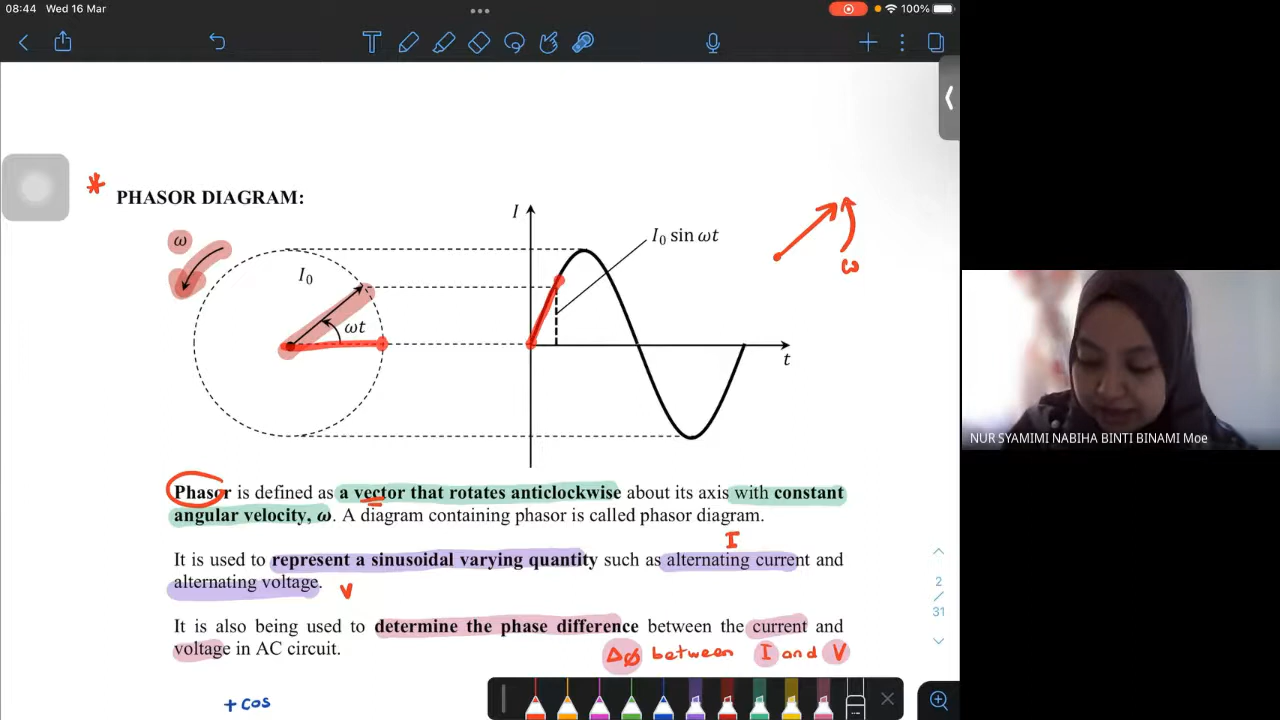 08:44 Wed 16 Mar
100%
* PHASOR DIAGRAM:
I
I₀ sin ωt
ω
ω
I₀
ωt
t
Phasor is defined as a vector that rotates anticlockwise about its axis with constant
angular velocity, ω. A diagram containing phasor is called phasor diagram.
I
It is used to represent a sinusoidal varying quantity such as alternating current and
alternating voltage.
V
It is also being used to determine the phase difference between the current and
voltage in AC circuit.
Δø between I and V
+ cos
2
/
31
NUR SYAMIMI NABIHA BINTI BINAMI Moe